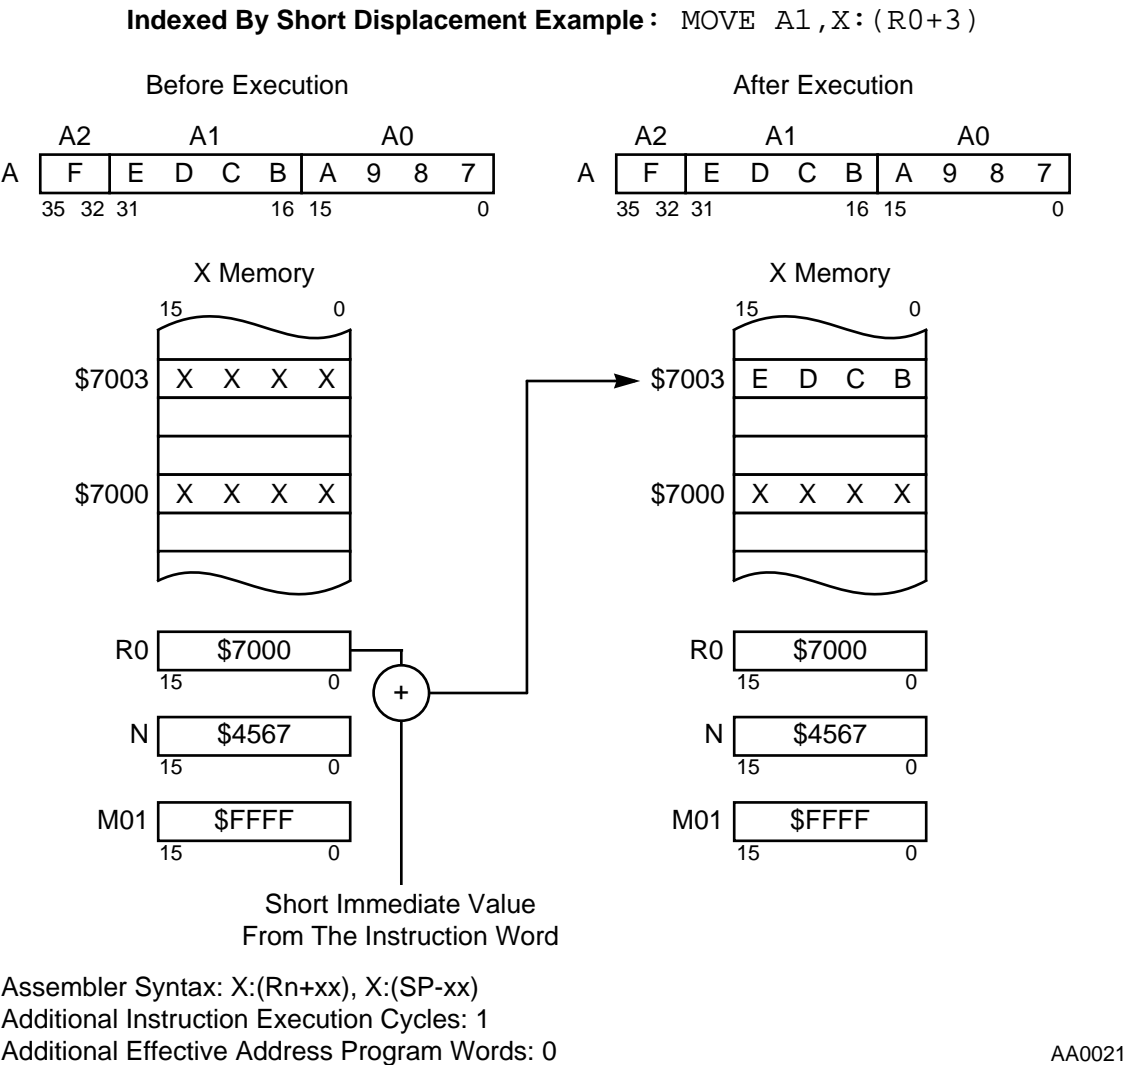 Indexed By Short Displacement Example: MOVE A1,X:(R0+3)
Before Execution After Execution
A2 A1 A0 A2 A1 A0
A F E D C B A 9 8 7 A F E D C B A 9 8 7
35 32 31 16 15 0 35 32 31 16 15 0
X Memory X Memory
15 0 15 0
$7003 X X X X $7003 E D C B
$7000 X X X X $7000 X X X X
R0 $7000 R0 $7000
15 0 15 0
+
N $4567 N $4567
15 0 15 0
M01 $FFFF M01 $FFFF
15 0 15 0
Short Immediate Value
From The Instruction Word
Assembler Syntax: X:(Rn+xx), X:(SP-xx)
Additional Instruction Execution Cycles: 1
Additional Effective Address Program Words: 0
AA0021